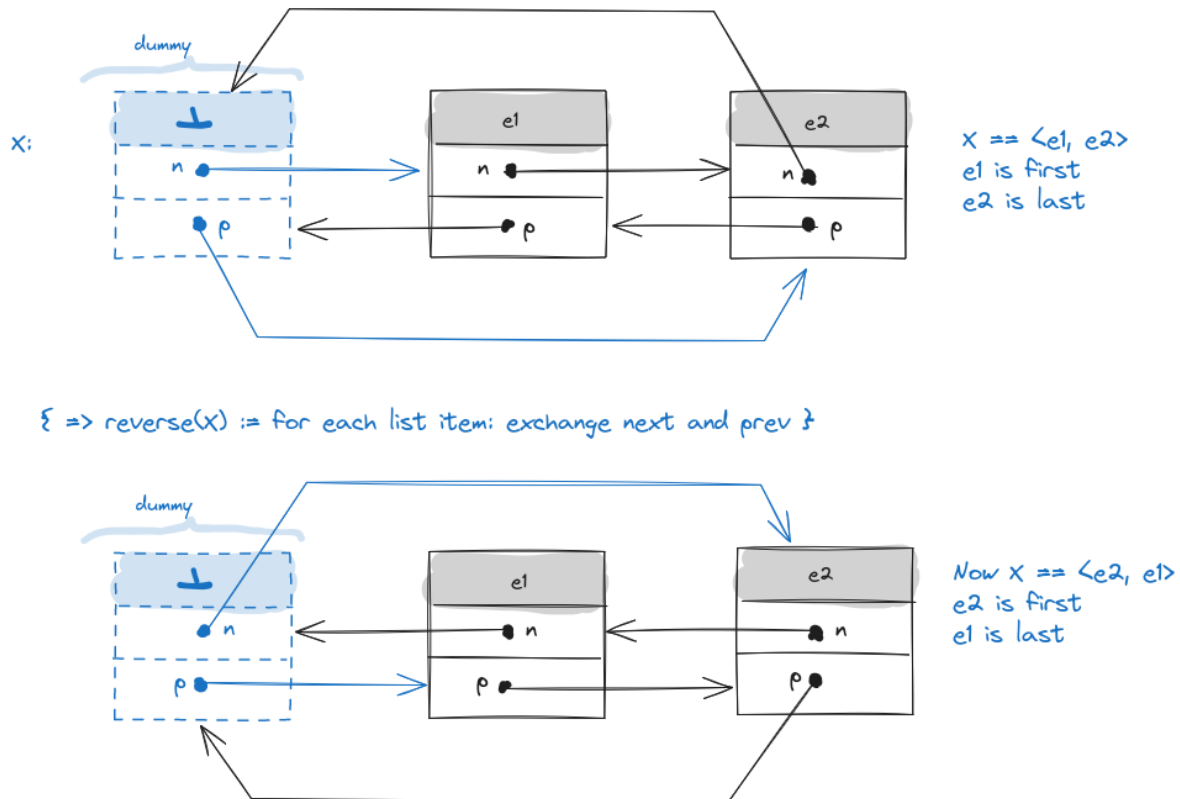 dummy
x:
⊥
e1
e2
n
n
n
p
p
p
x == <e1, e2>
e1 is first
e2 is last
{ => reverse(x) := for each list item: exchange next and prev }
dummy
⊥
e1
e2
n
n
n
p
p
p
Now x == <e2, e1>
e2 is first
e1 is last